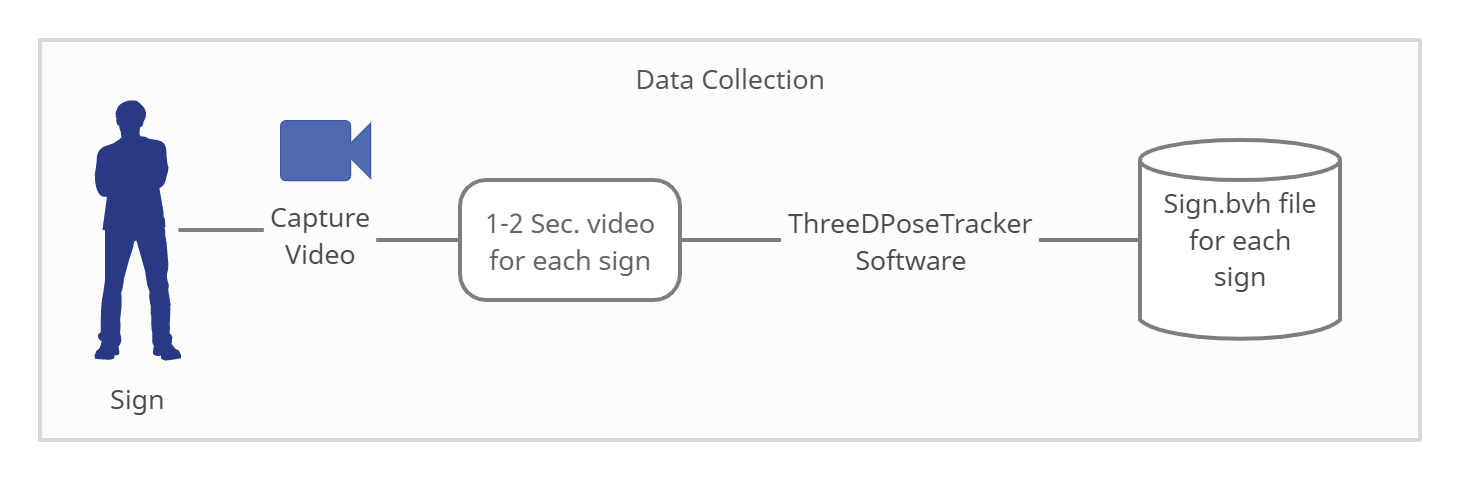 Data Collection
Sign
Capture
Video
1-2 Sec. video
for each sign
ThreeDPoseTracker
Software
Sign.bvh file
for each
sign